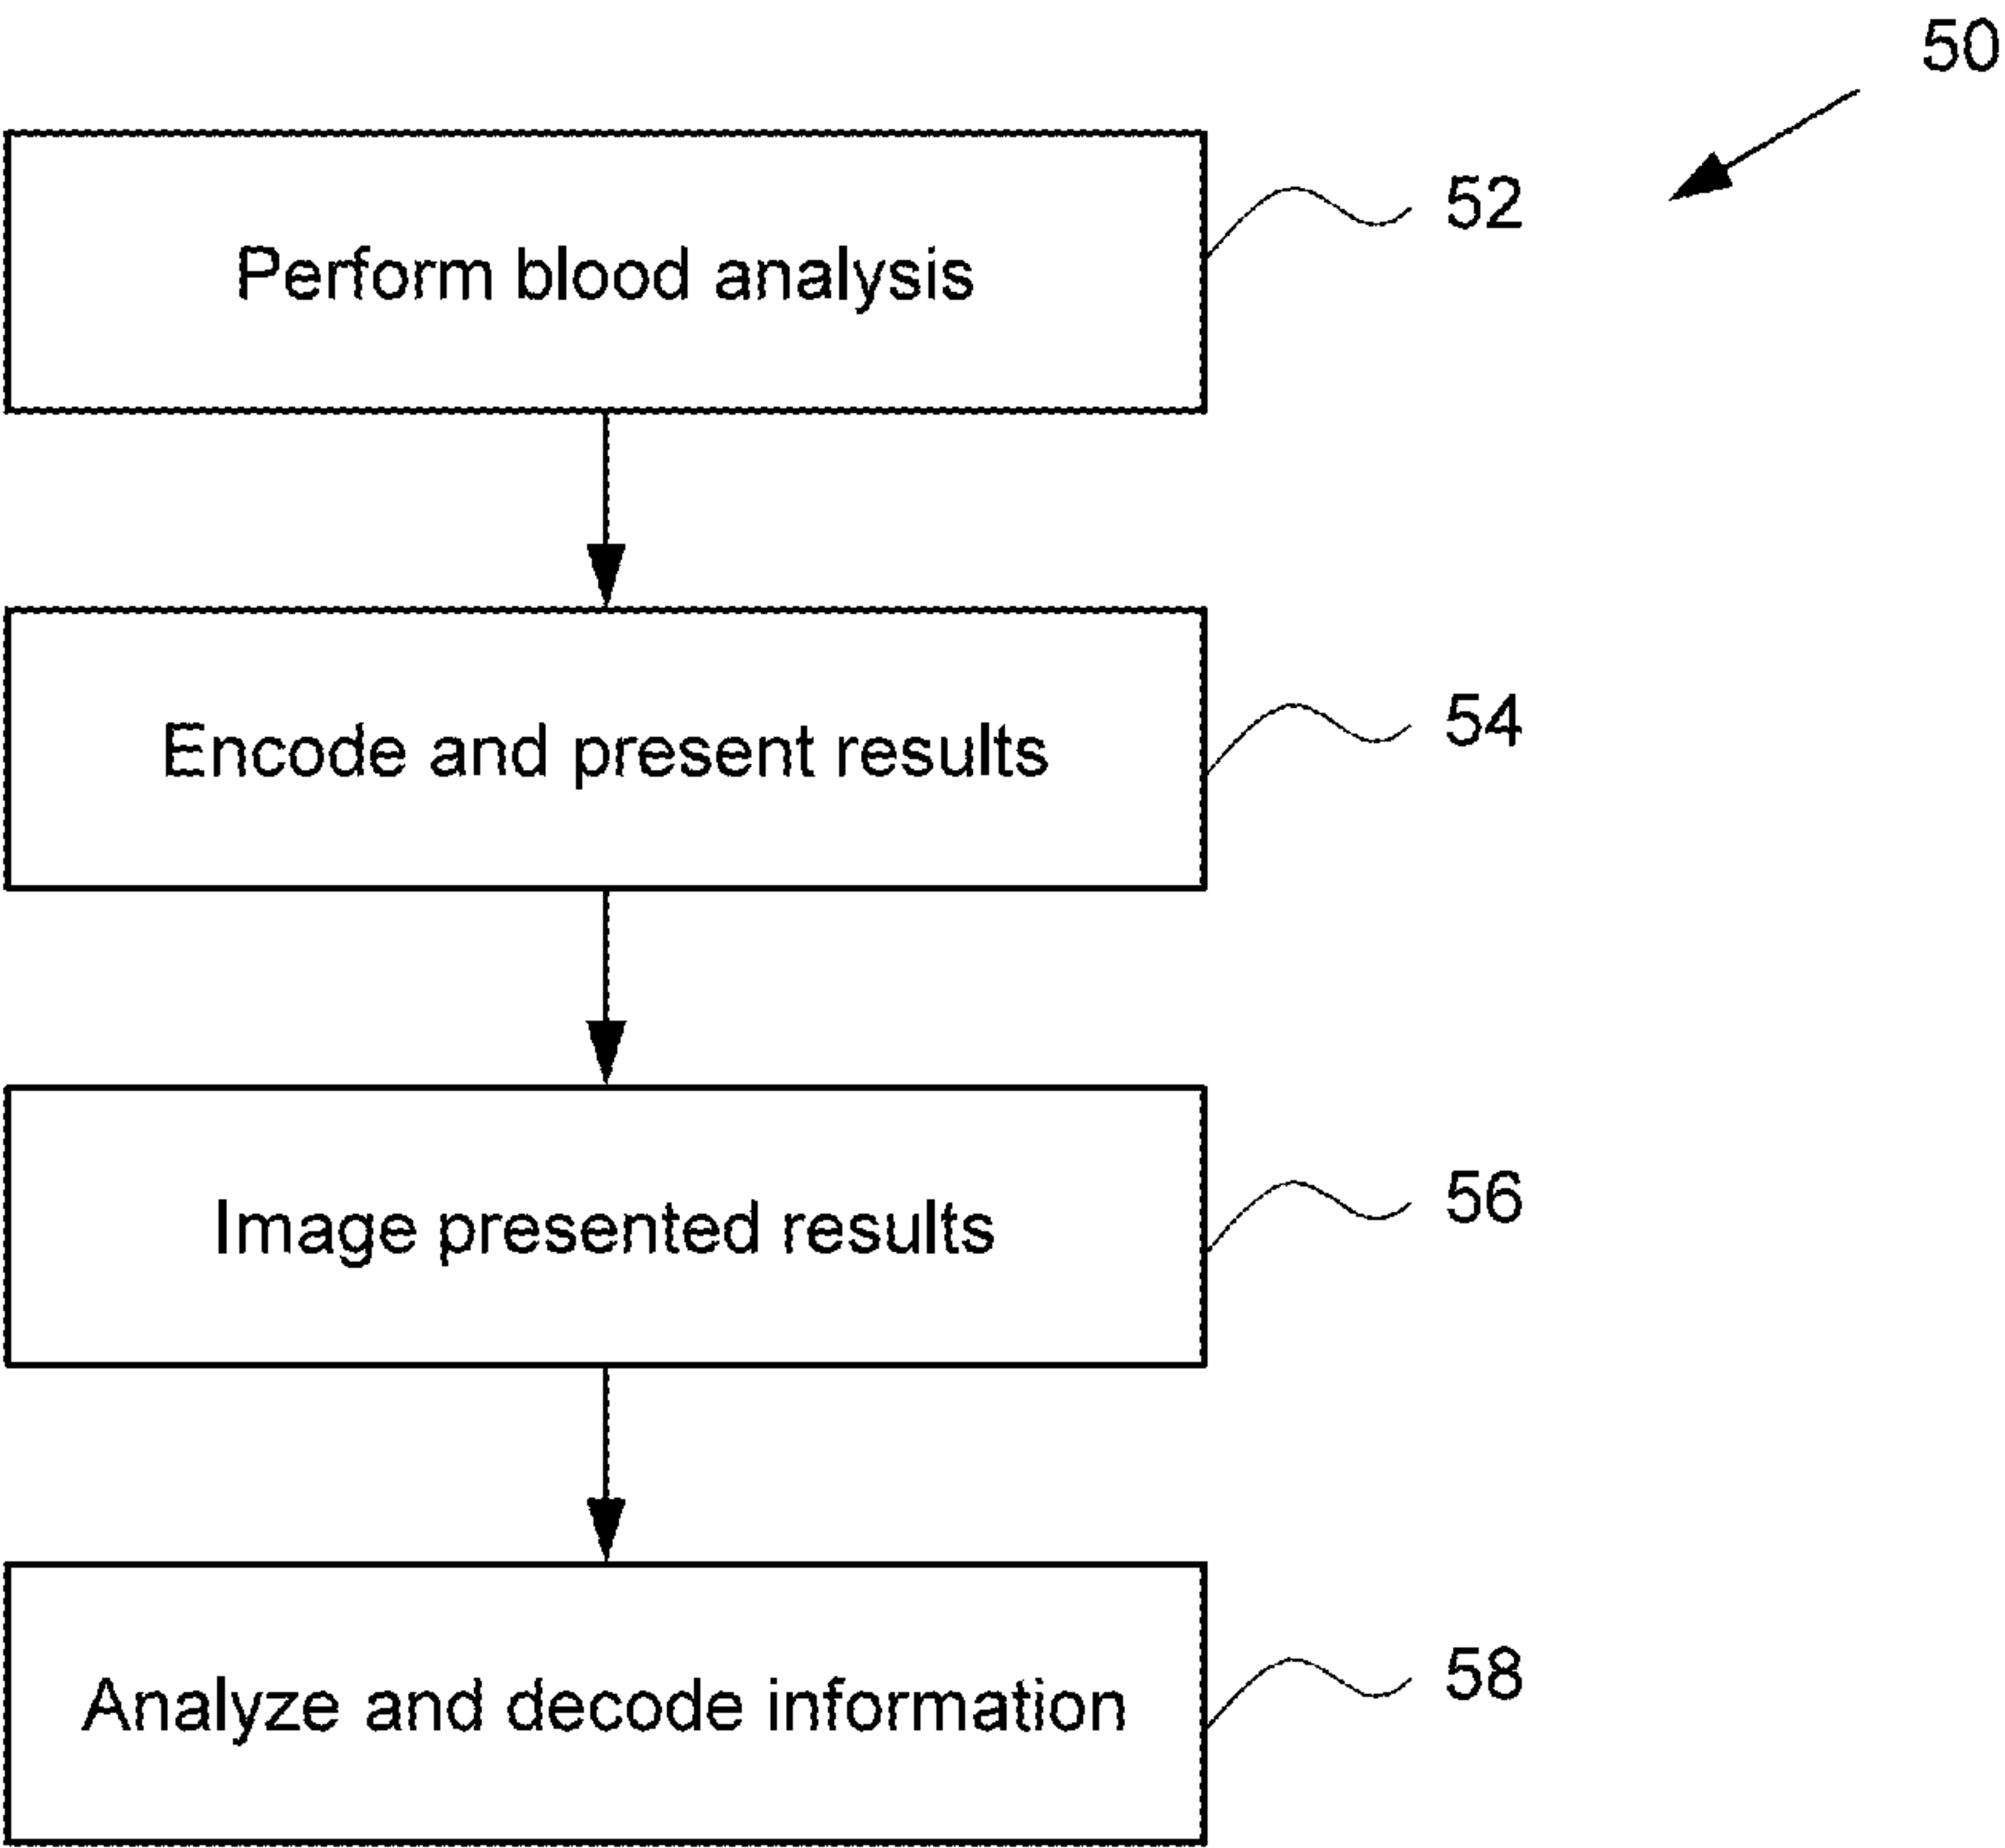 50
Perform blood analysis
52
Encode and present results
54
Image presented results
56
Analyze and decode information
58